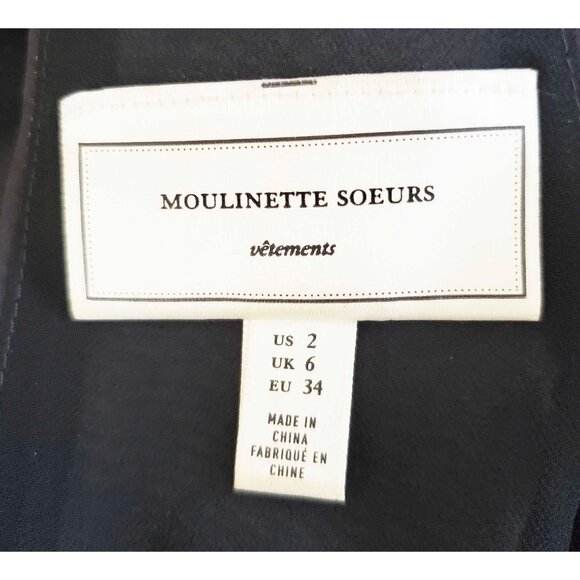 MOULINETTE SOEURS
vêtements
US 2
UK 6
EU 34
MADE IN
CHINA
FABRIQUÉ EN
CHINE